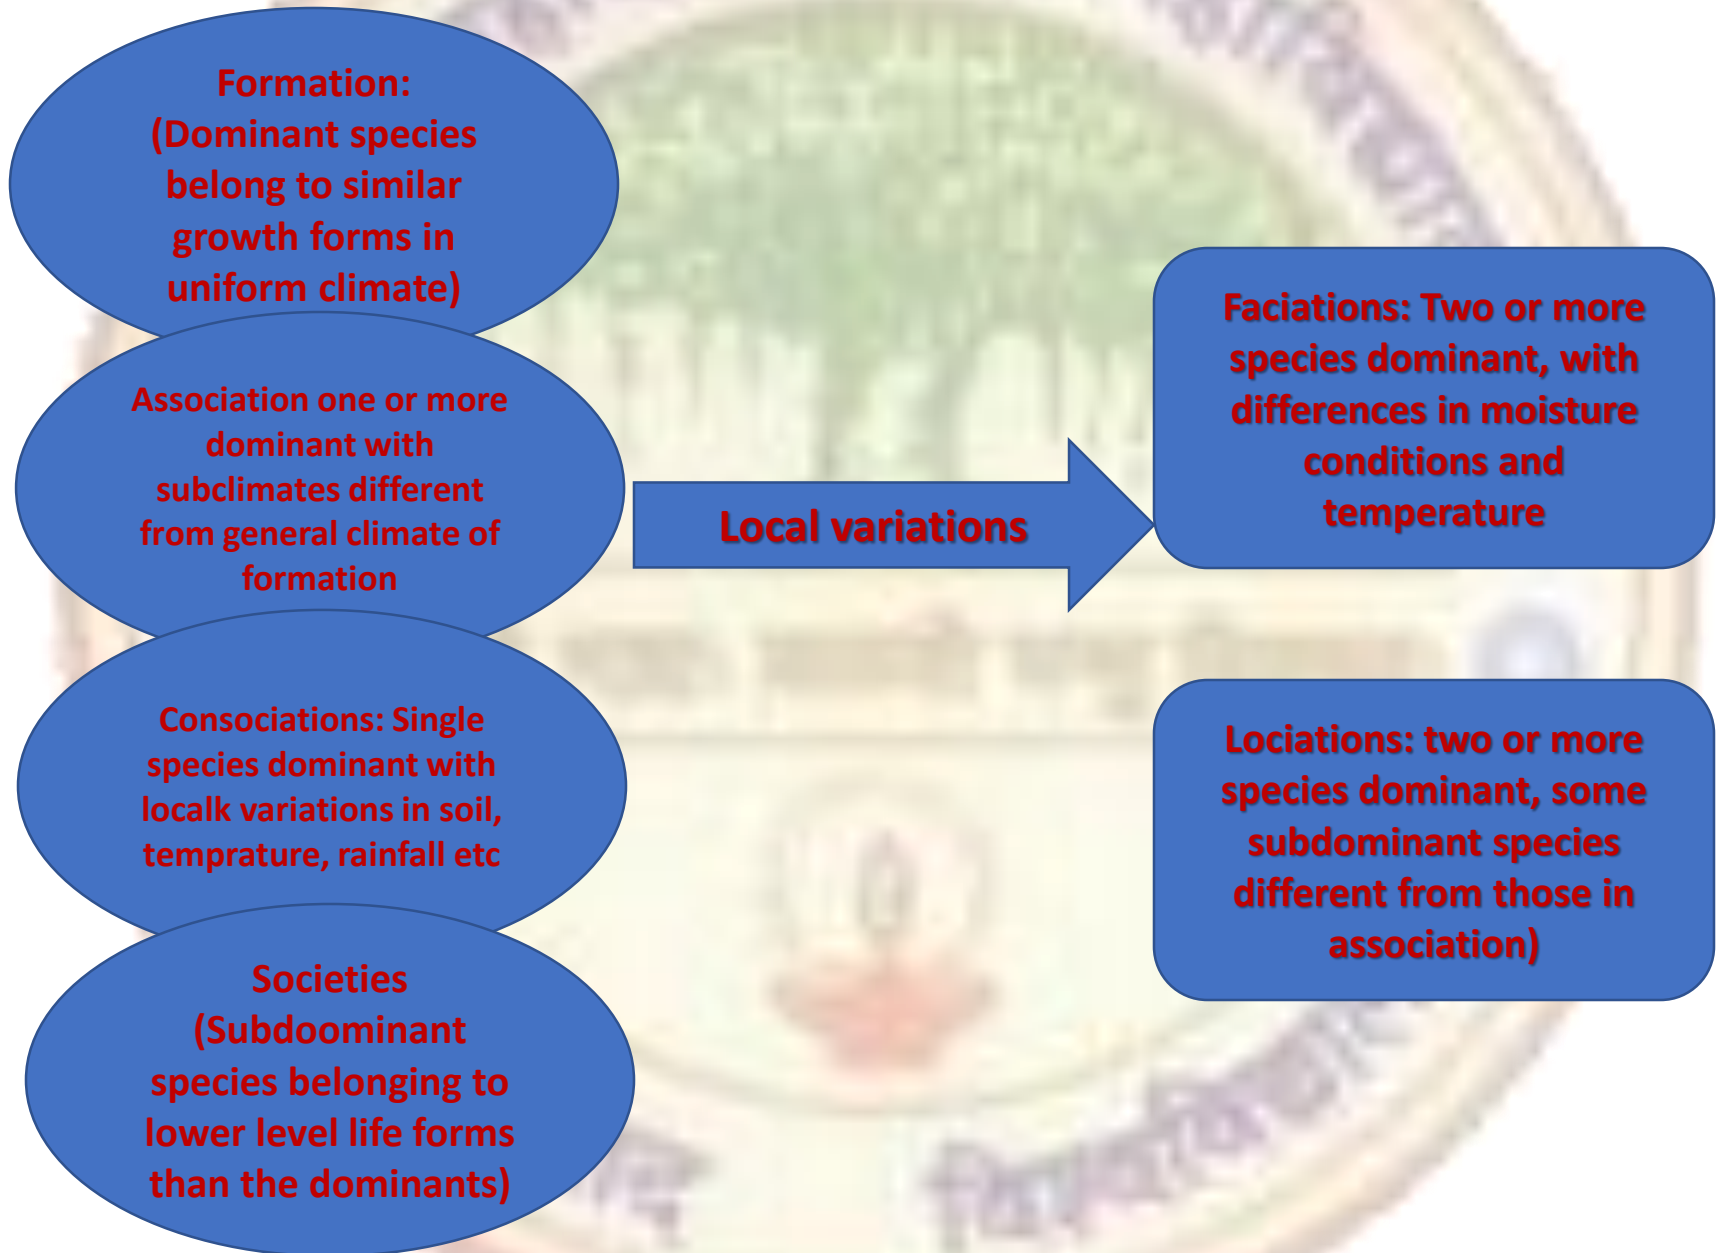 Formation:
(Dominant species
belong to similar
growth forms in
uniform climate)
Association one or more
dominant with
subclimates different
from general climate of
formation
Consociations: Single
species dominant with
localk variations in soil,
temprature, rainfall etc
Societies
(Subdoominant
species belonging to
lower level life forms
than the dominants)
Local variations
Faciations: Two or more
species dominant, with
differences in moisture
conditions and
temperature
Lociations: two or more
species dominant, some
subdominant species
different from those in
association)